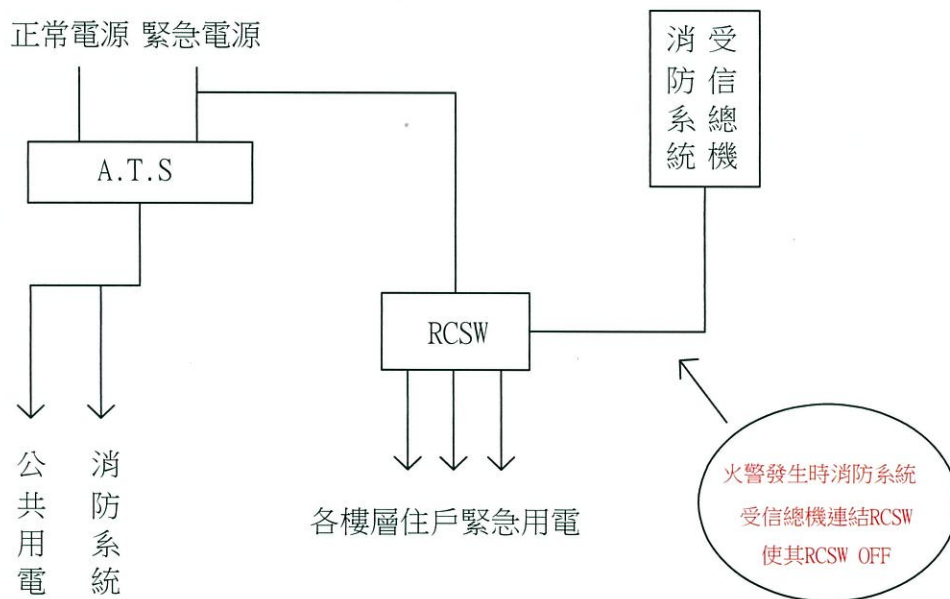 正常電源 緊急電源
消防系統
受信總機
A.T.S
RCSW
公共用電
消防系統
各樓層住戶緊急用電
火警發生時消防系統
受信總機連結RCSW
使其RCSW OFF